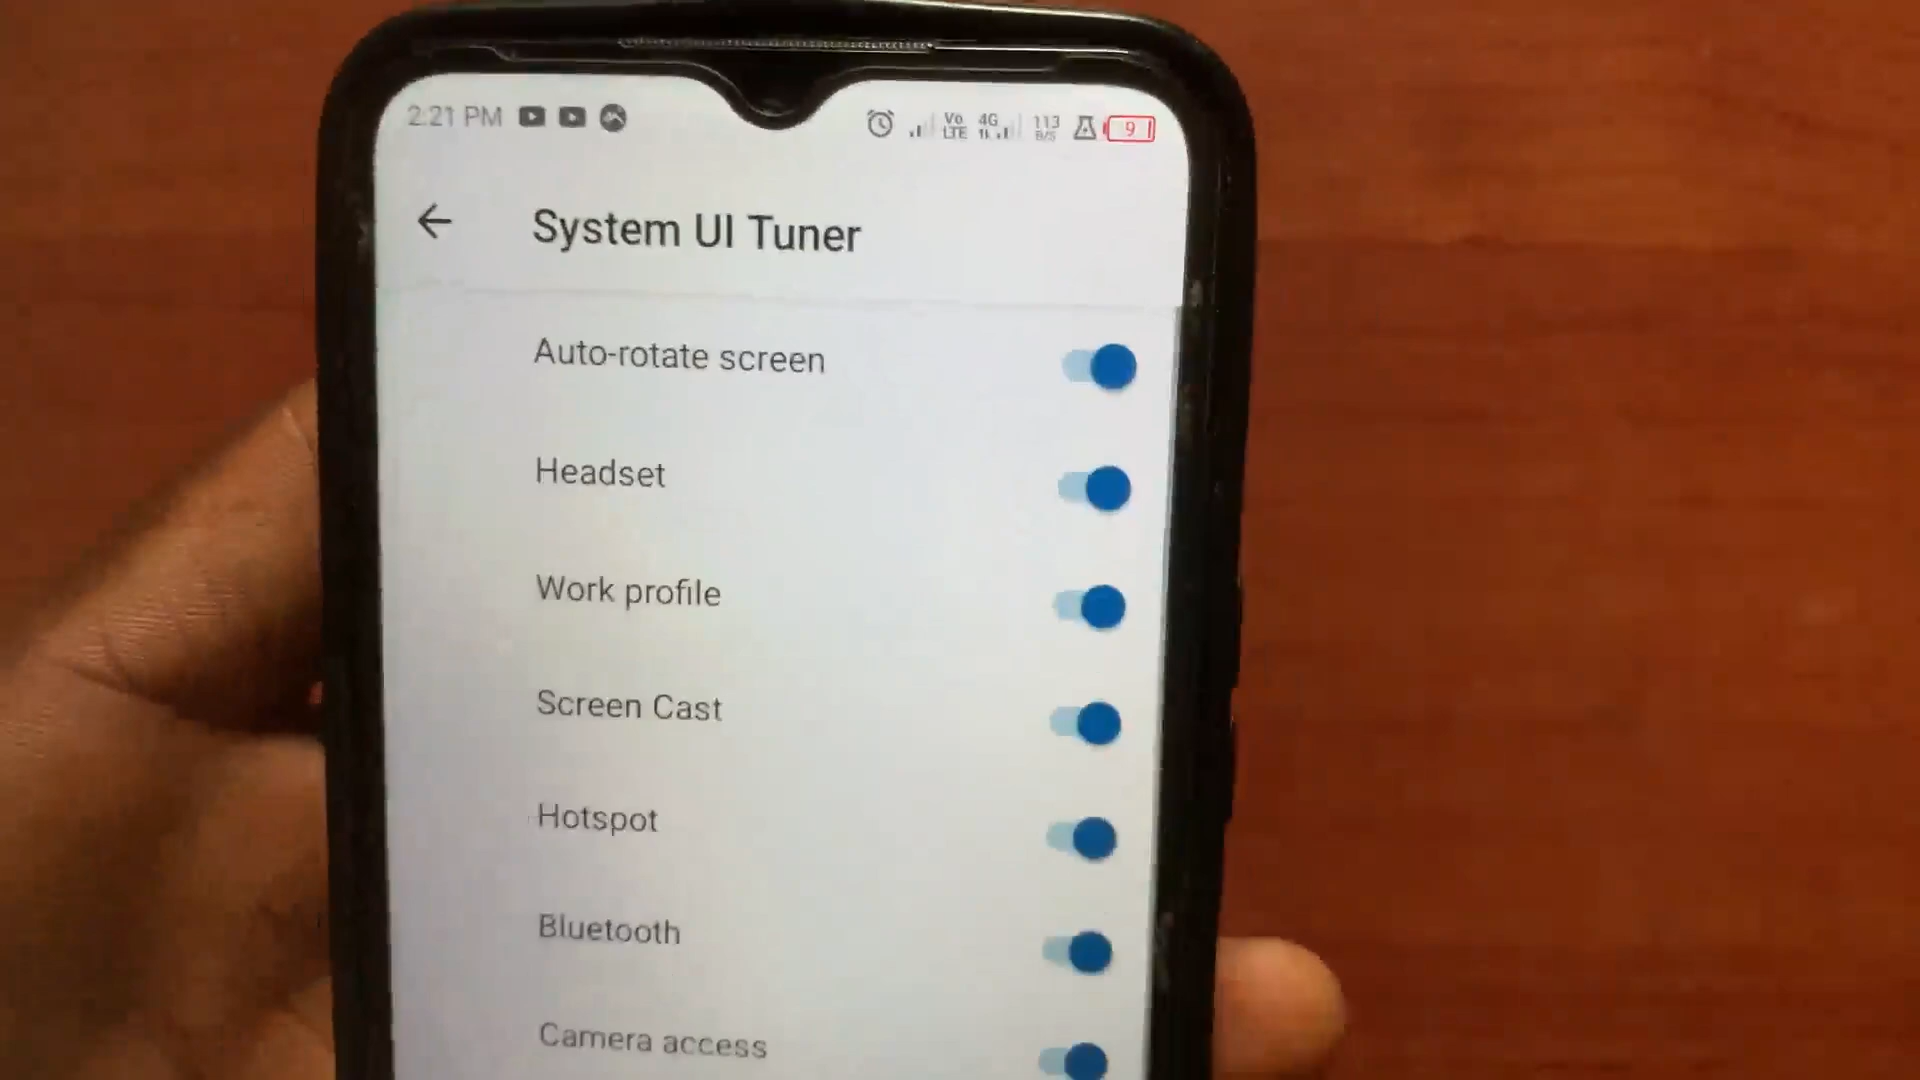 2:21 PM Vo LTE 4G 113 B/S 9
System UI Tuner
Auto-rotate screen
Headset
Work profile
Screen Cast
Hotspot
Bluetooth
Camera access